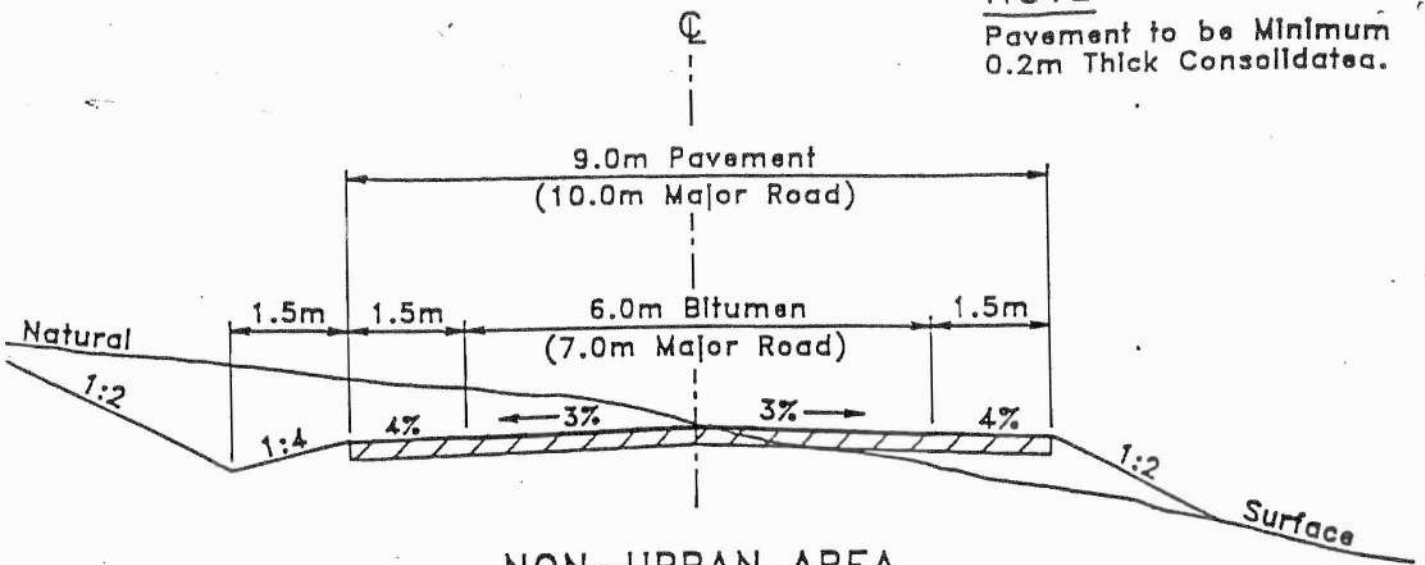 Pavement to be Minimum
0.2m Thick Consolidatea.
℄
9.0m Pavement
(10.0m Major Road)
1.5m
1.5m
6.0m Bitumen
1.5m
(7.0m Major Road)
Natural
1:2
1:4
4%
3%
3%
4%
1:2
Surface